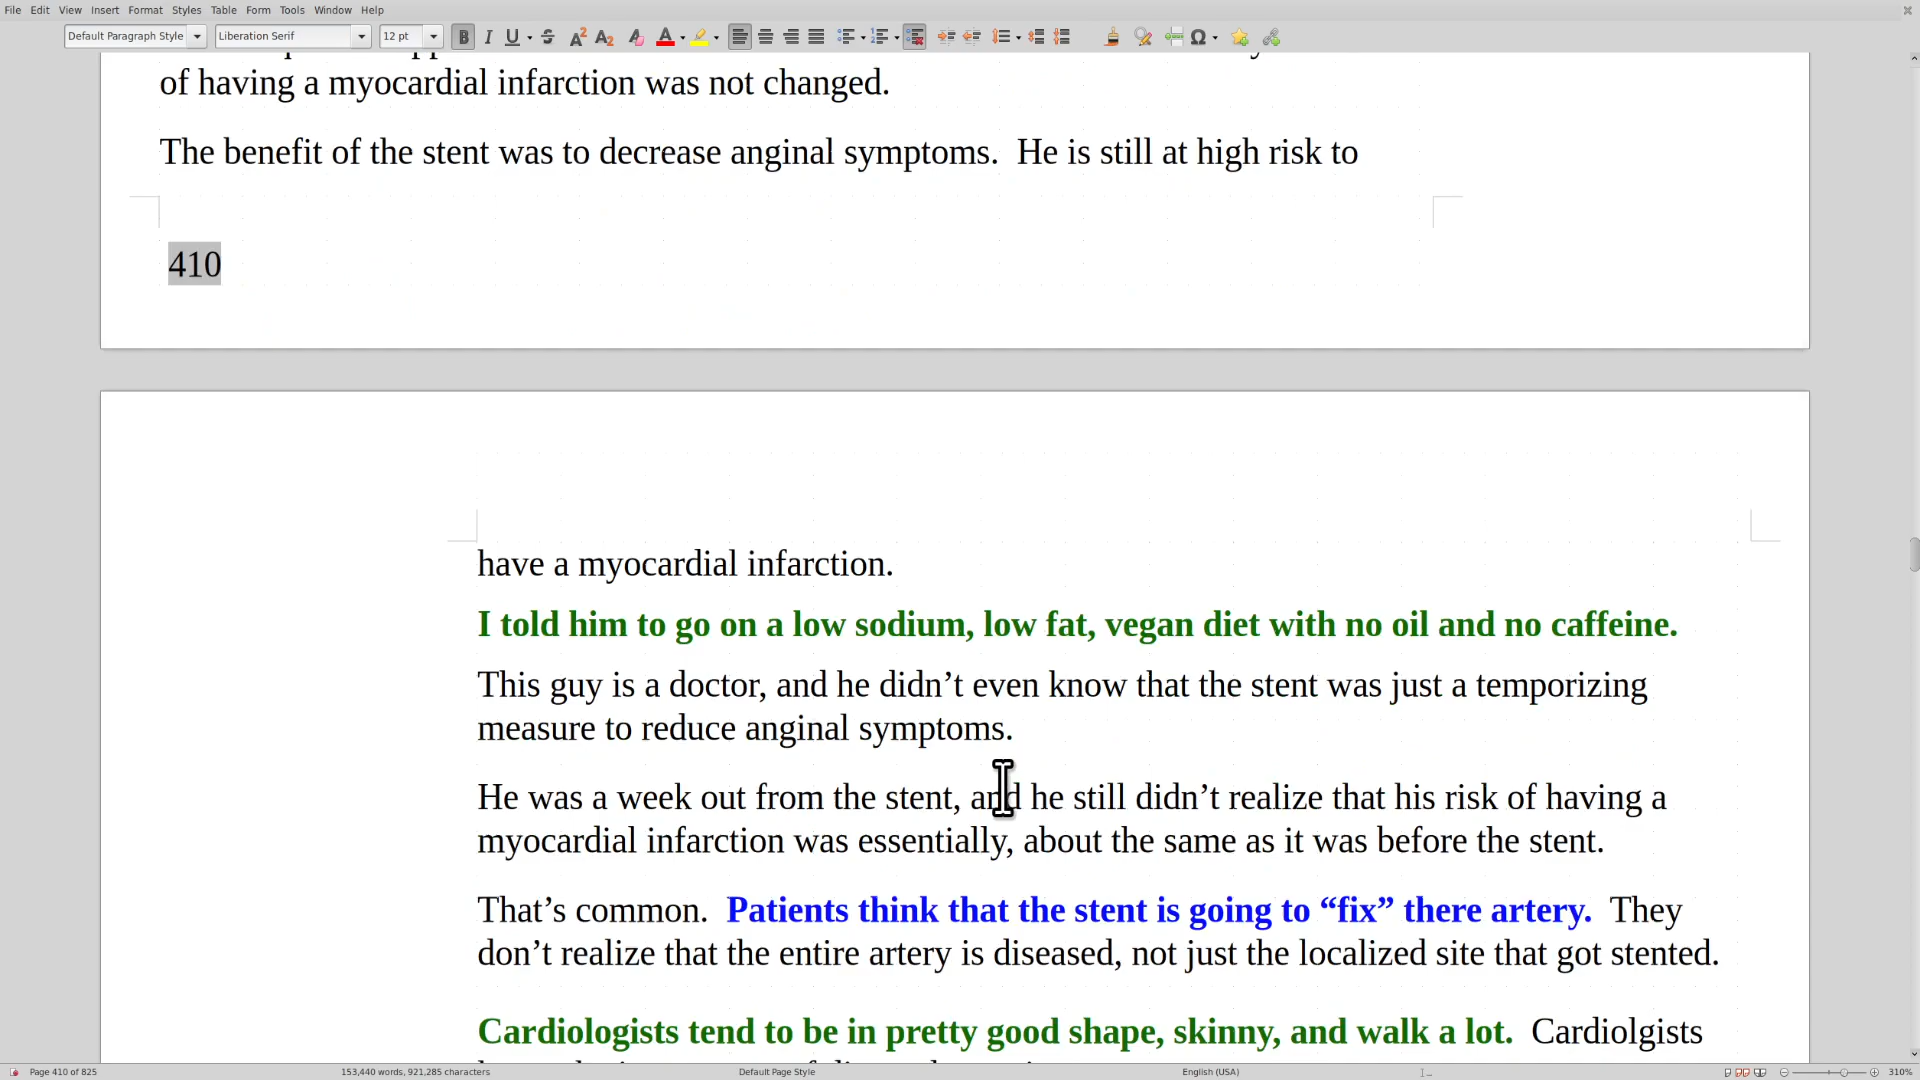 File Edit View Insert Format Styles Table Form Tools Window Help
Default Paragraph Style Liberation Serif 12 pt
of having a myocardial infarction was not changed.
The benefit of the stent was to decrease anginal symptoms.  He is still at high risk to
410
have a myocardial infarction.
I told him to go on a low sodium, low fat, vegan diet with no oil and no caffeine.
This guy is a doctor, and he didn’t even know that the stent was just a temporizing
measure to reduce anginal symptoms.
He was a week out from the stent, and he still didn’t realize that his risk of having a
myocardial infarction was essentially, about the same as it was before the stent.
That’s common.  Patients think that the stent is going to “fix” there artery.  They
don’t realize that the entire artery is diseased, not just the localized site that got stented.
Cardiologists tend to be in pretty good shape, skinny, and walk a lot.  Cardiolgists
Page 410 of 825 153,440 words, 921,285 characters Default Page Style English (USA) 310%